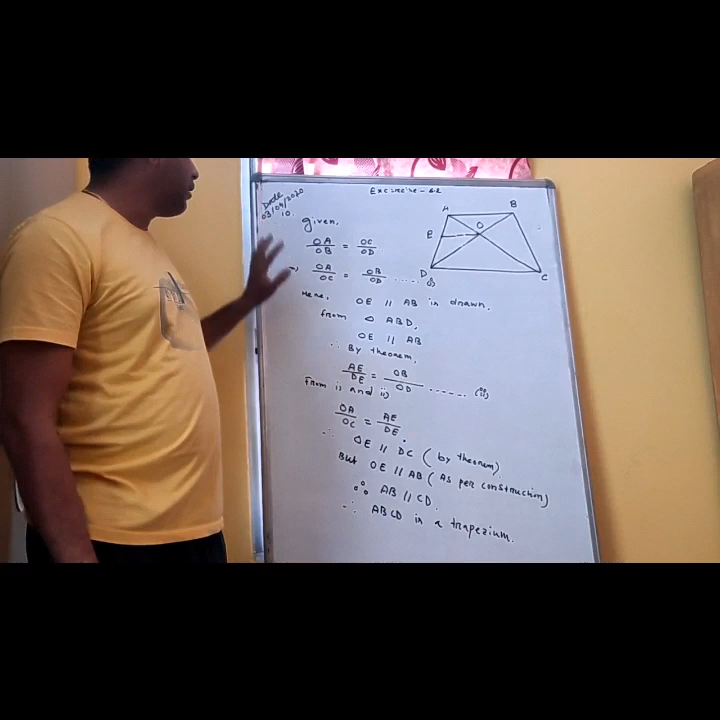 Excercise - 6.2
Date
03/09/2020
10.
given,
OA/OB = OC/OD
=> OA/OC = OB/OD ..... (i)
A B
E O
D C
Here, OE // AB is drawn.
from Δ ABD,
OE // AB
∴ By theorem,
AE/DE = OB/OD ...... (ii)
from i) and ii)
OA/OC = AE/DE.
∴ OE // DC (by theorem)
But OE // AB (As per construction)
∴ AB // CD.
∴ ABCD is a trapezium.